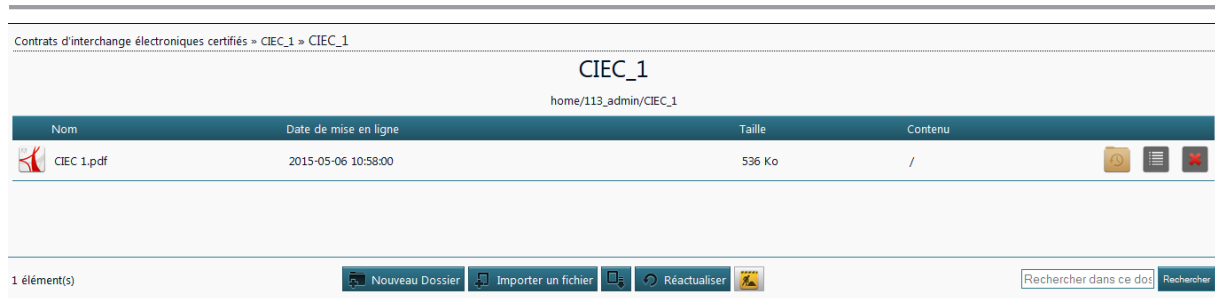 Contrats d'interchange électroniques certifiés » CIEC_1 » CIEC_1
CIEC_1
home/113_admin/CIEC_1
Nom Date de mise en ligne Taille Contenu
CIEC 1.pdf 2015-05-06 10:58:00 536 Ko /
1 élément(s) Nouveau Dossier Importer un fichier Réactualiser Rechercher dans ce dos Rechercher